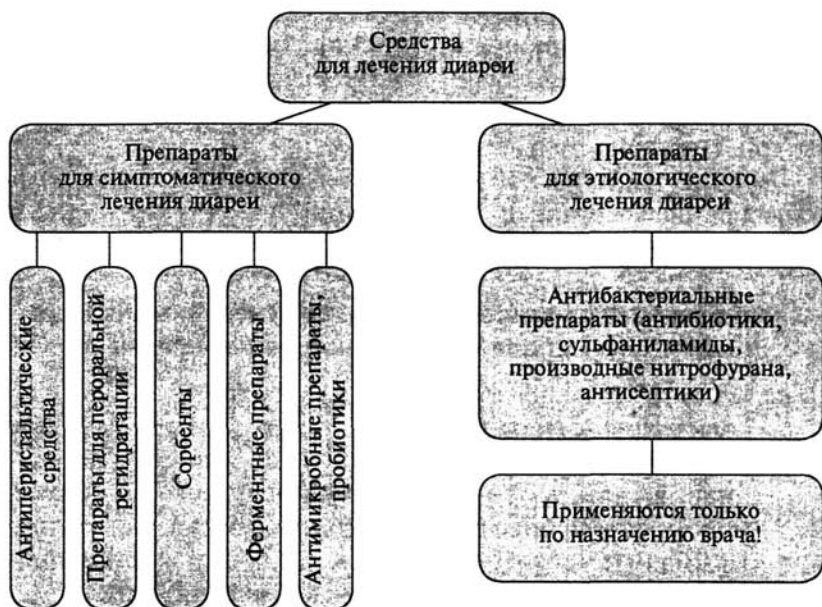 Средства
для лечения диареи
Препараты
для симптоматического
лечения диареи
Препараты
для этиологического
лечения диареи
Антиперистальтические
средства
Препараты для пероральной
регидратации
Сорбенты
Ферментные препараты
Антимикробные препараты,
пробиотики
Антибактериальные
препараты (антибиотики,
сульфаниламиды,
производные нитрофурана,
антисептики)
Применяются только
по назначению врача!